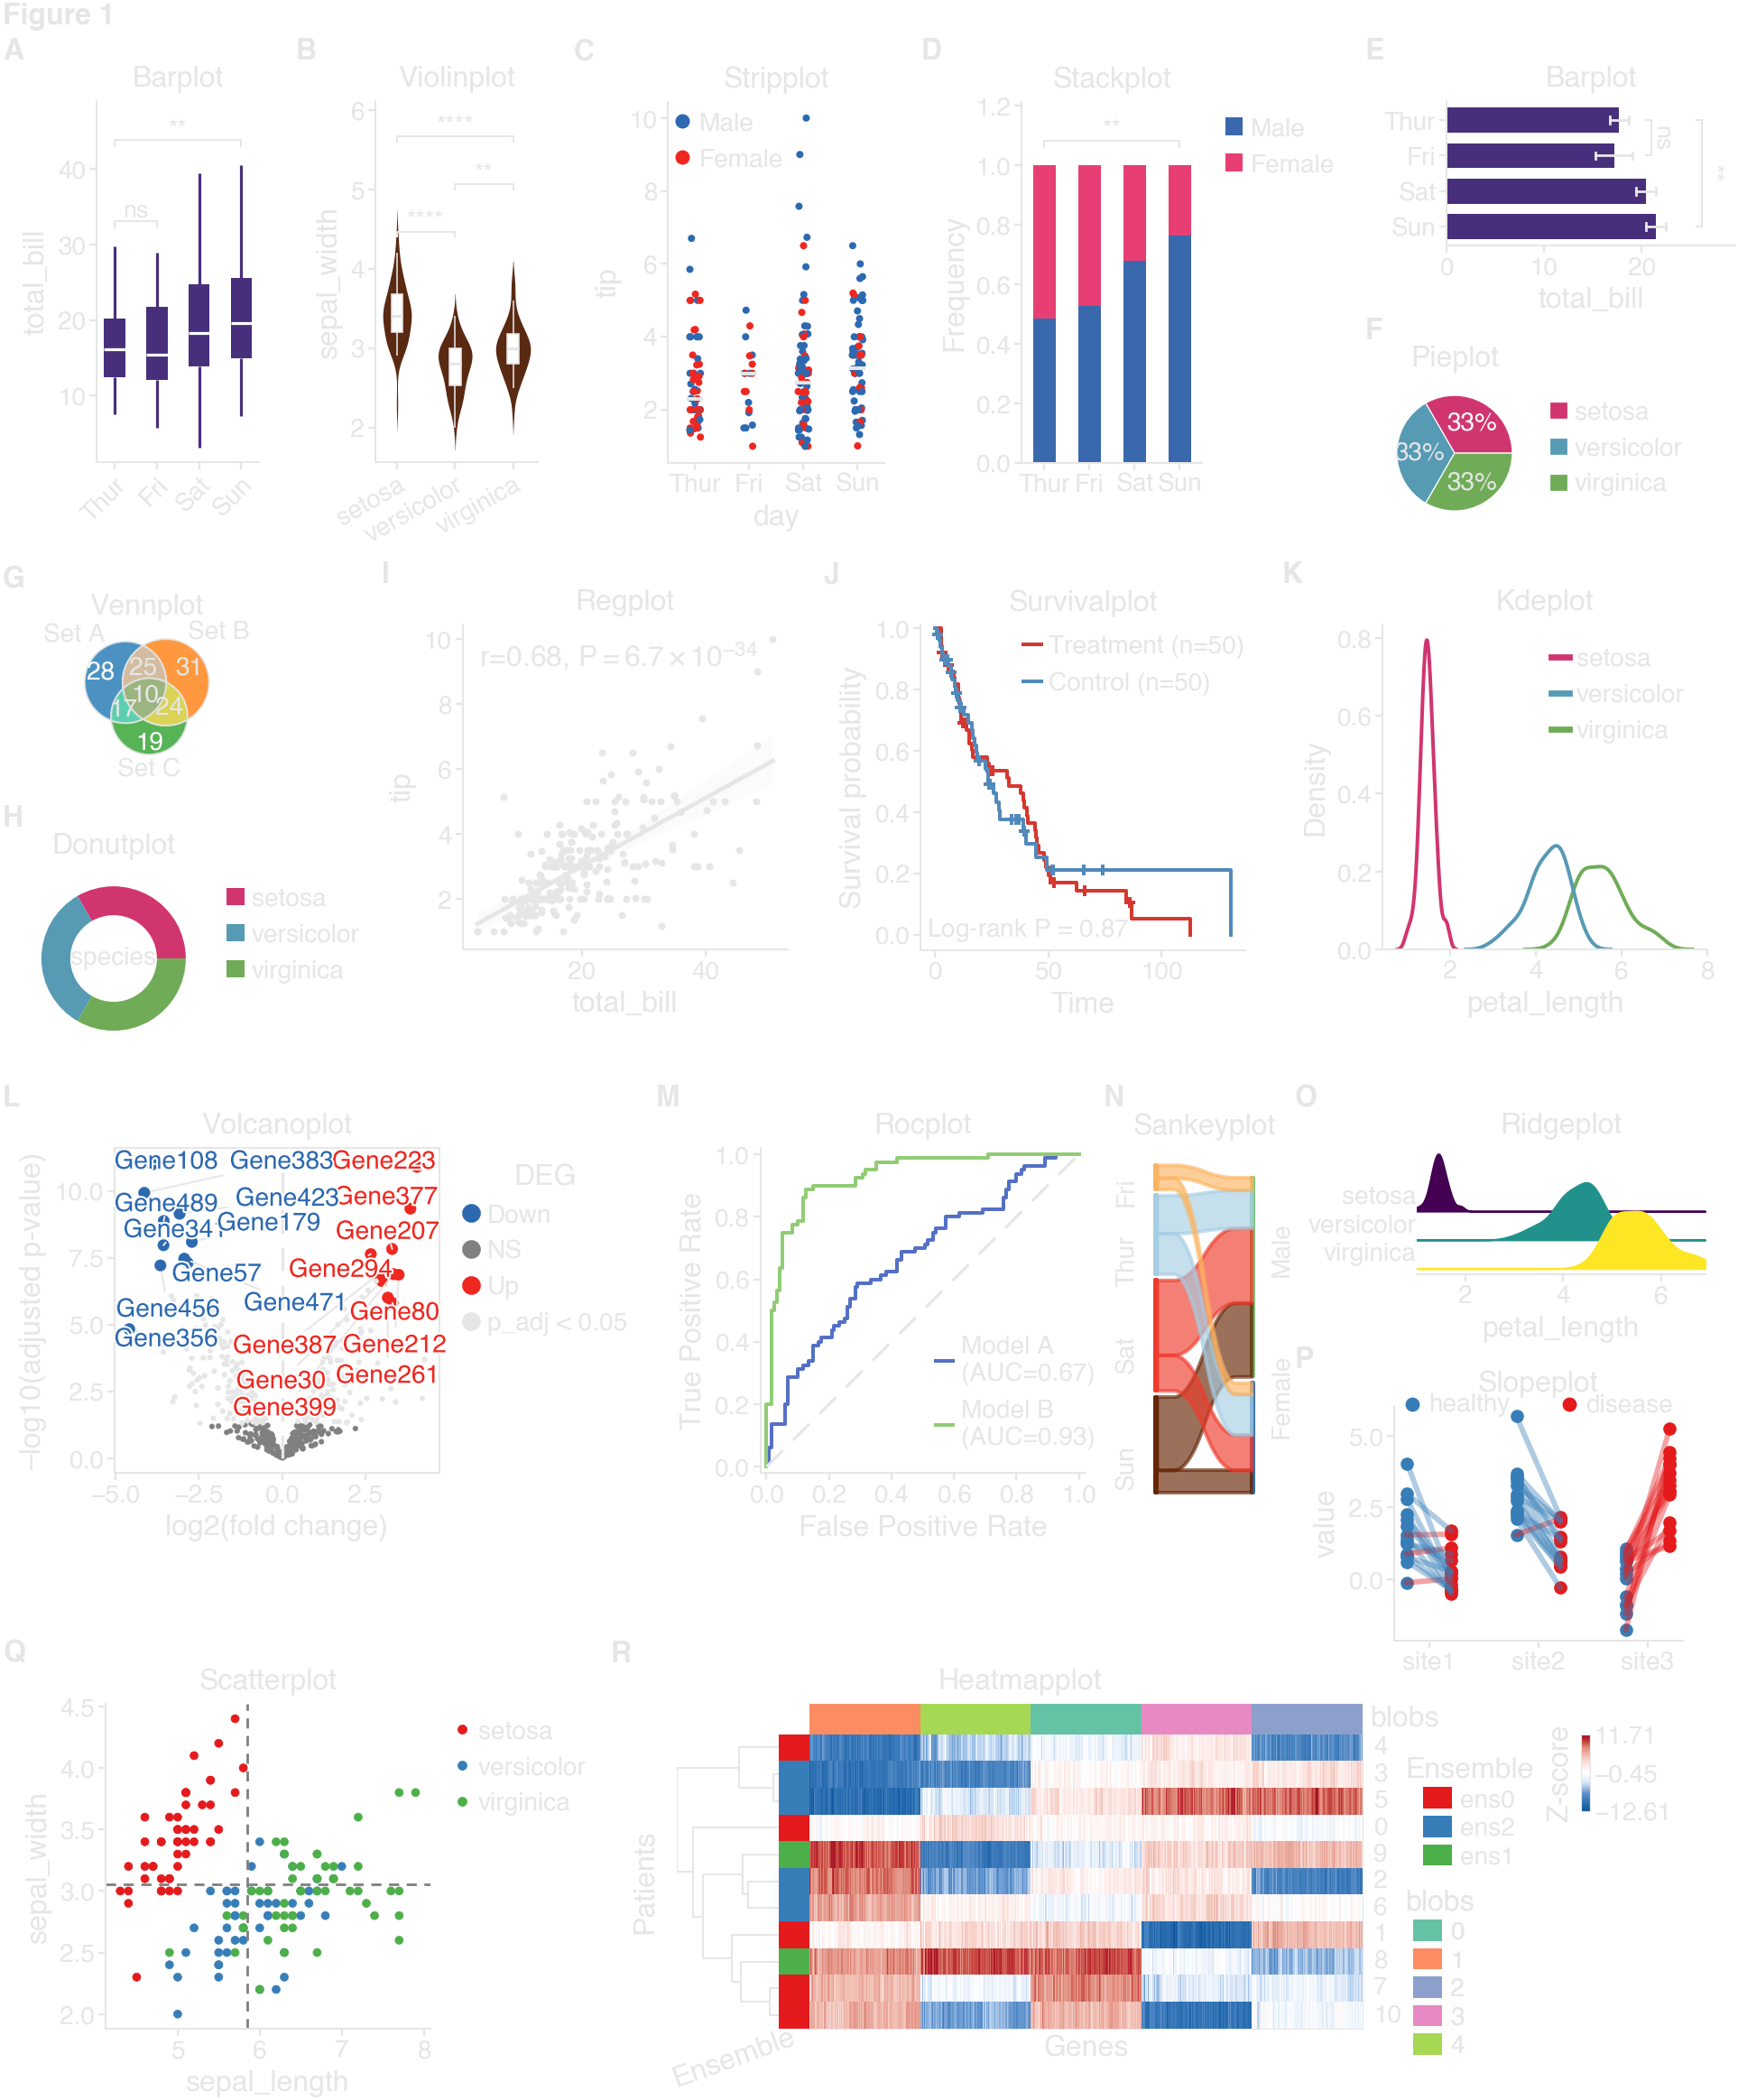 Figure 1
A
Barplot
**
ns
total_bill
40
30
20
10
Thur
Fri
Sat
Sun
B
Violinplot
****
**
****
sepal_width
6
5
4
3
2
setosa
versicolor
virginica
C
Stripplot
Male
Female
tip
10
8
6
4
2
Thur
Fri
Sat
Sun
day
D
Stackplot
**
Male
Female
Frequency
1.2
1.0
0.8
0.6
0.4
0.2
0.0
Thur
Fri
Sat
Sun
E
Barplot
Thur
Fri
Sat
Sun
ns
**
0
10
20
total_bill
F
Pieplot
33%
33%
33%
setosa
versicolor
virginica
G
Vennplot
Set A
Set B
28
25
31
10
17
24
19
Set C
H
Donutplot
species
setosa
versicolor
virginica
I
Regplot
r=0.68, P = 6.7 × 10⁻³⁴
tip
10
8
6
4
2
20
40
total_bill
J
Survivalplot
Treatment (n=50)
Control (n=50)
Survival probability
1.0
0.8
0.6
0.4
0.2
0.0
Log-rank P = 0.87
0
50
100
Time
K
Kdeplot
setosa
versicolor
virginica
Density
0.8
0.6
0.4
0.2
0.0
2
4
6
8
petal_length
L
Volcanoplot
Gene108
Gene383
Gene223
Gene489
Gene423
Gene377
Gene341
Gene179
Gene207
Gene57
Gene294
Gene456
Gene471
Gene80
Gene356
Gene387
Gene212
Gene30
Gene261
Gene399
−log10(adjusted p-value)
10.0
7.5
5.0
2.5
0.0
−5.0
−2.5
0.0
2.5
log2(fold change)
DEG
Down
NS
Up
p_adj < 0.05
M
Rocplot
True Positive Rate
1.0
0.8
0.6
0.4
0.2
0.0
Model A
(AUC=0.67)
Model B
(AUC=0.93)
0.0
0.2
0.4
0.6
0.8
1.0
False Positive Rate
N
Sankeyplot
Fri
Thur
Sat
Sun
Male
Female
O
Ridgeplot
setosa
versicolor
virginica
2
4
6
petal_length
P
Slopeplot
healthy
disease
value
5.0
2.5
0.0
site1
site2
site3
Q
Scatterplot
setosa
versicolor
virginica
sepal_width
4.5
4.0
3.5
3.0
2.5
2.0
5
6
7
8
sepal_length
R
Heatmapplot
blobs
4
3
5
0
9
2
6
1
8
7
10
Patients
Ensemble
Genes
Ensemble
ens0
ens2
ens1
blobs
0
1
2
3
4
Z-score
11.71
−0.45
−12.61